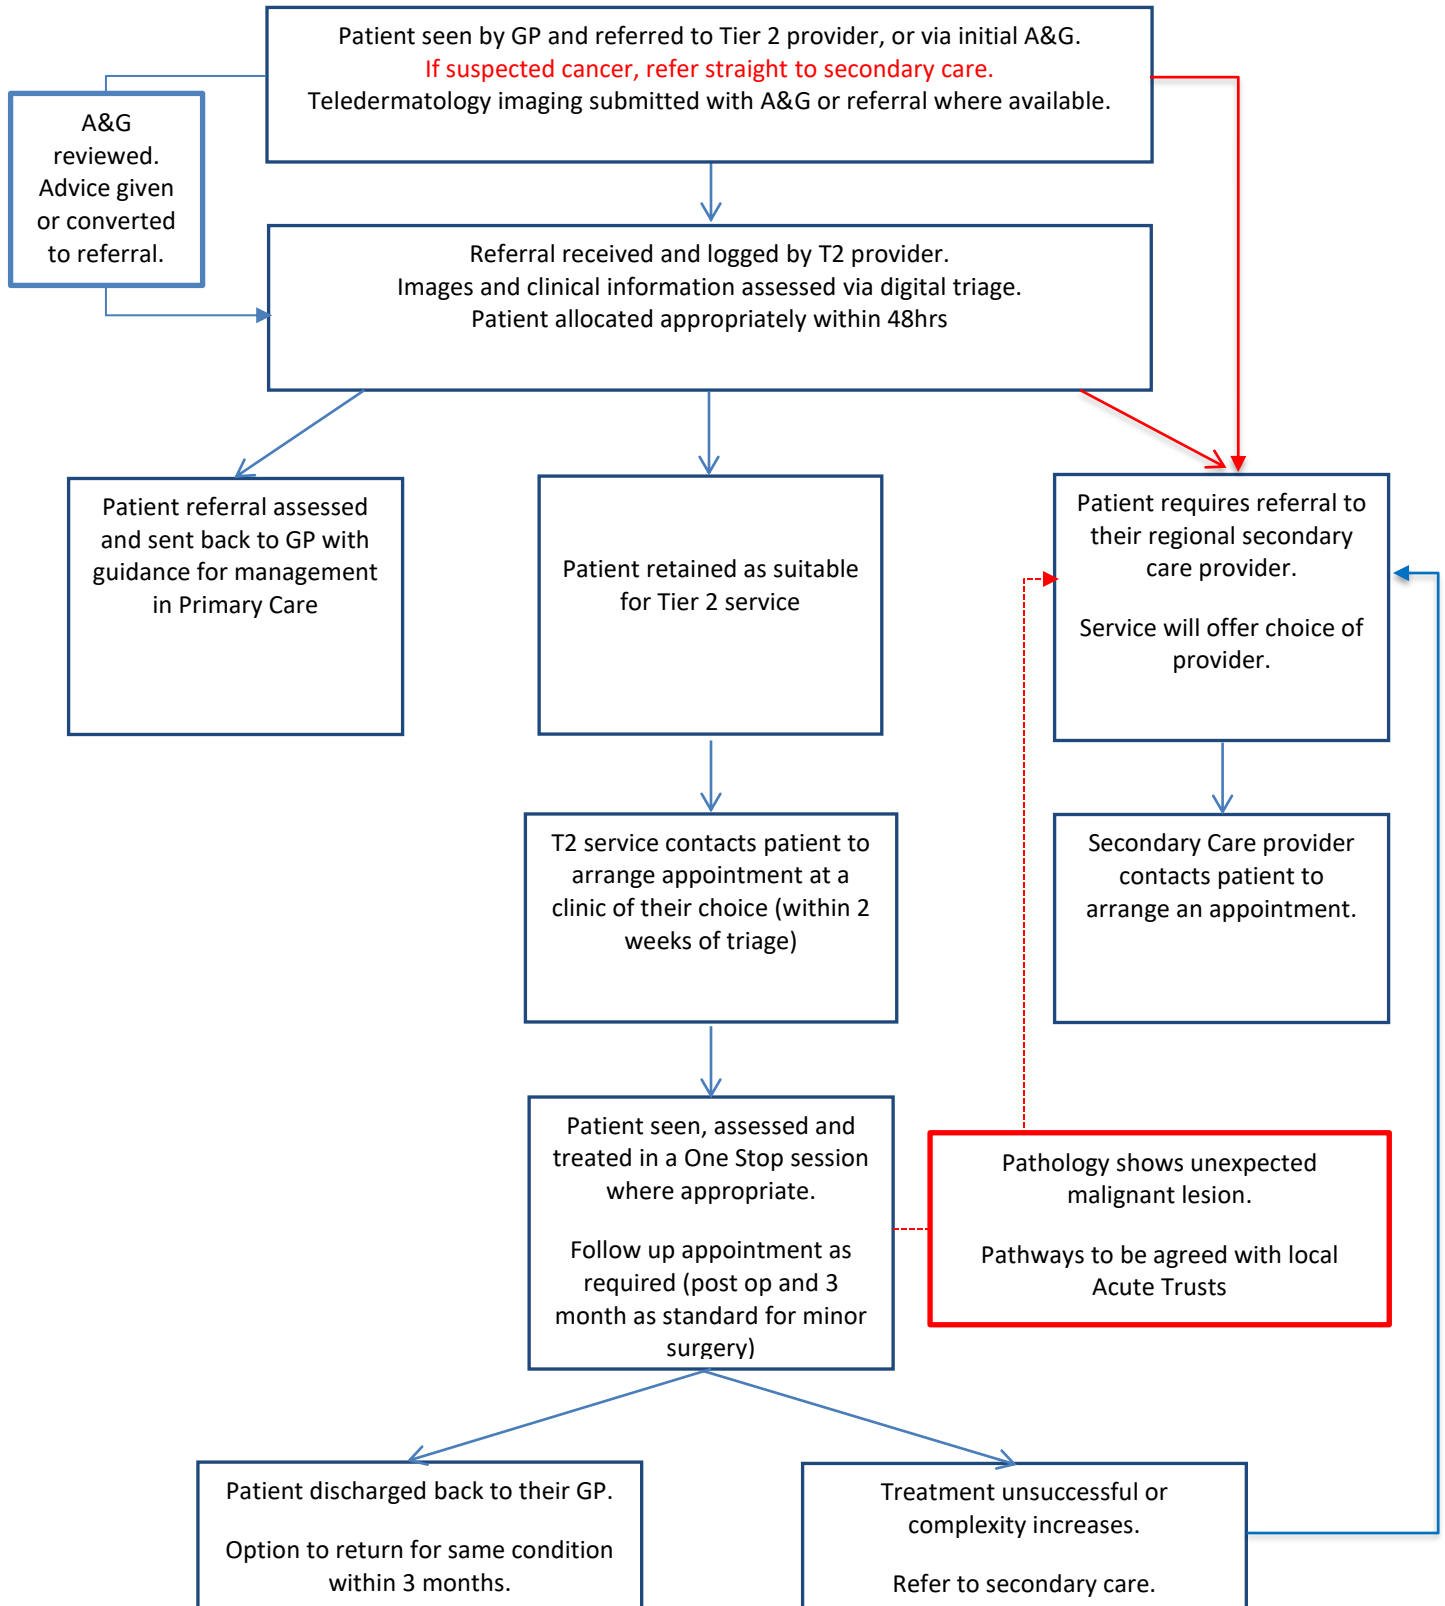 Patient seen by GP and referred to Tier 2 provider, or via initial A&G.
If suspected cancer, refer straight to secondary care.
Teledermatology imaging submitted with A&G or referral where available.
A&G
reviewed.
Advice given
or converted
to referral.
Referral received and logged by T2 provider.
Images and clinical information assessed via digital triage.
Patient allocated appropriately within 48hrs
Patient referral assessed
and sent back to GP with
guidance for management
in Primary Care
Patient retained as suitable
for Tier 2 service
Patient requires referral to
their regional secondary
care provider.
Service will offer choice of
provider.
T2 service contacts patient to
arrange appointment at a
clinic of their choice (within 2
weeks of triage)
Secondary Care provider
contacts patient to
arrange an appointment.
Patient seen, assessed and
treated in a One Stop session
where appropriate.
Follow up appointment as
required (post op and 3
month as standard for minor
surgery)
Pathology shows unexpected
malignant lesion.
Pathways to be agreed with local
Acute Trusts
Patient discharged back to their GP.
Option to return for same condition
within 3 months.
Treatment unsuccessful or
complexity increases.
Refer to secondary care.